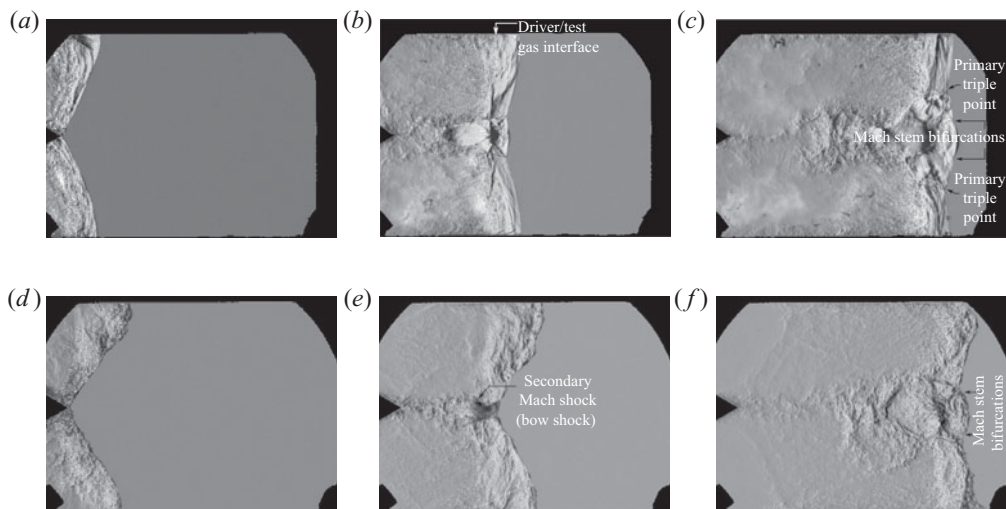 (a)
(b)
Driver/test
gas interface
(c)
Primary
triple
point
Mach stem bifurcations
Primary
triple
point
(d)
(e)
Secondary
Mach shock
(bow shock)
(f)
Mach stem
bifurcations